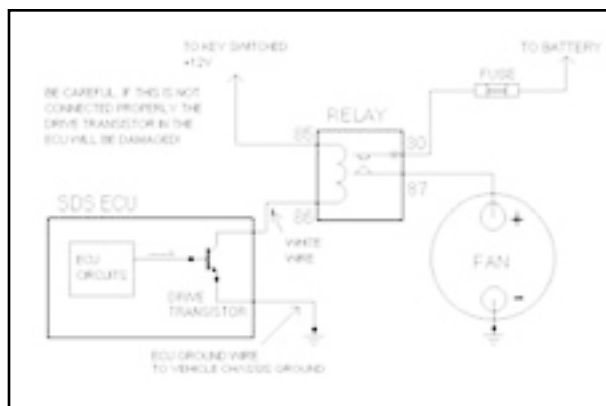 TO KEY SWITCHED
+12V
TO BATTERY
FUSE
BE CAREFUL, IF THIS IS NOT
CONNECTED PROPERLY THE
DRIVE TRANSISTOR IN THE
ECU WILL BE DAMAGED!
RELAY
85
30
87
86
SDS ECU
WHITE
WIRE
ECU
CIRCUITS
DRIVE
TRANSISTOR
+
FAN
-
ECU GROUND WIRE
TO VEHICLE CHASSIS GROUND